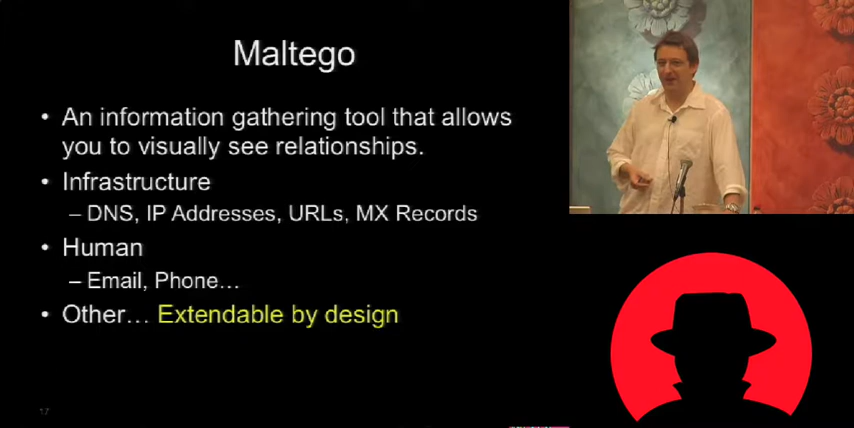 Maltego
• An information gathering tool that allows
you to visually see relationships.
• Infrastructure
– DNS, IP Addresses, URLs, MX Records
• Human
– Email, Phone…
• Other… Extendable by design
17